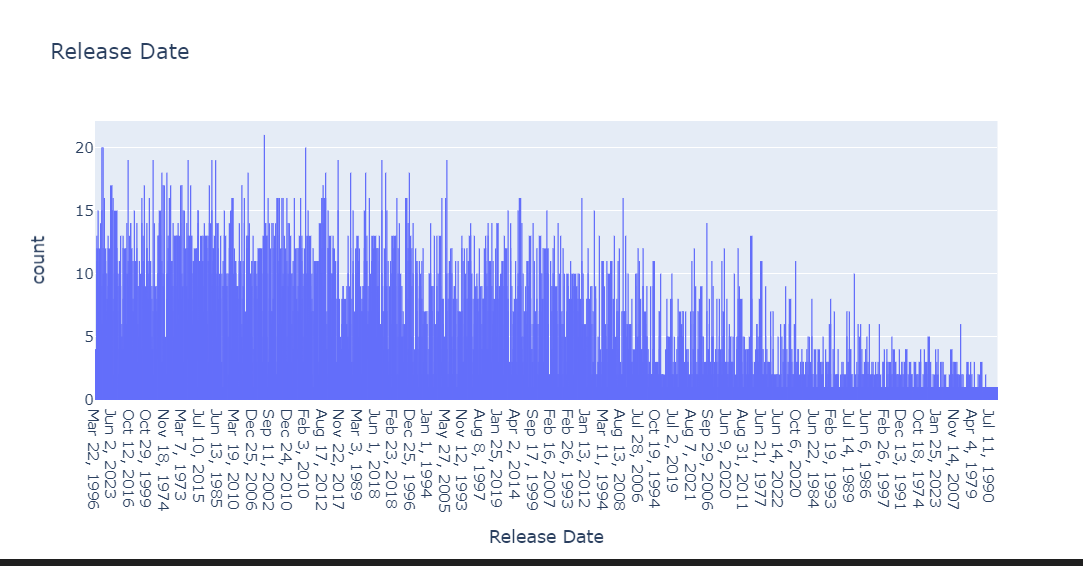 Release Date
count
20
15
10
5
0
Mar 22, 1996
Jun 2, 2023
Oct 12, 2016
Oct 29, 1999
Nov 18, 1974
Mar 7, 1973
Jul 10, 2015
Jun 13, 1985
Mar 19, 2010
Dec 25, 2006
Sep 11, 2002
Dec 24, 2010
Feb 3, 2010
Aug 17, 2012
Nov 22, 2017
Mar 3, 1989
Jun 1, 2018
Feb 23, 2018
Dec 25, 1996
Jan 1, 1994
May 27, 2005
Nov 12, 1993
Aug 8, 1997
Jan 25, 2019
Apr 2, 2014
Sep 17, 1999
Feb 16, 2007
Feb 26, 1993
Jan 13, 2012
Mar 11, 1994
Aug 13, 2008
Jul 28, 2006
Oct 19, 1994
Jul 2, 2019
Aug 7, 2021
Sep 29, 2006
Jun 9, 2020
Aug 31, 2011
Jun 21, 1977
Jun 14, 2022
Oct 6, 2020
Jun 22, 1984
Feb 19, 1993
Jul 14, 1989
Jun 6, 1986
Feb 26, 1997
Dec 13, 1991
Oct 18, 1974
Jan 25, 2023
Nov 14, 2007
Apr 4, 1979
Jul 11, 1990
Release Date